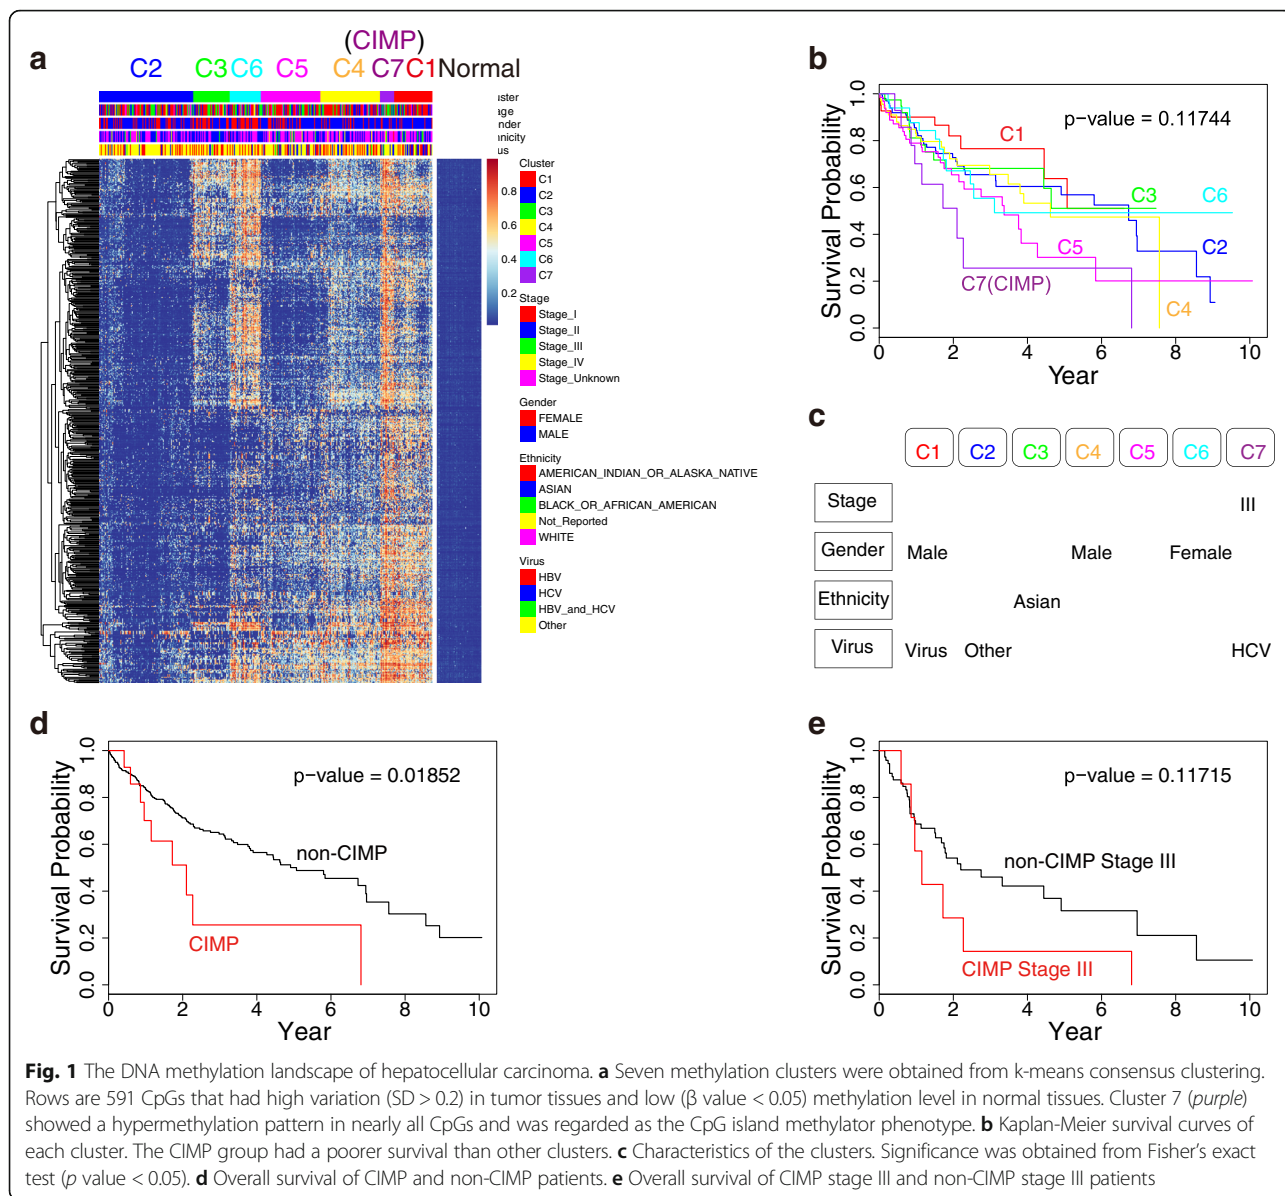 a
(CIMP)
C2 C3 C6 C5 C4 C7 C1 Normal
uster
age
nder
nnicity
us
0.8
0.6
0.4
0.2
Cluster
C1
C2
C3
C4
C5
C6
C7
Stage
Stage_I
Stage_II
Stage_III
Stage_IV
Stage_Unknown
Gender
FEMALE
MALE
Ethnicity
AMERICAN_INDIAN_OR_ALASKA_NATIVE
ASIAN
BLACK_OR_AFRICAN_AMERICAN
Not_Reported
WHITE
Virus
HBV
HCV
HBV_and_HCV
Other
b
Survival Probability
1.0
0.8
0.6
0.4
0.2
0.0
p-value = 0.11744
C1
C3
C6
C5
C2
C7(CIMP)
C4
0 2 4 6 8 10
Year
c
C1 C2 C3 C4 C5 C6 C7
Stage III
Gender Male Male Female
Ethnicity Asian
Virus Virus Other HCV
d
Survival Probability
1.0
0.8
0.6
0.4
0.2
0.0
p-value = 0.01852
non-CIMP
CIMP
0 2 4 6 8 10
Year
e
Survival Probability
1.0
0.8
0.6
0.4
0.2
0.0
p-value = 0.11715
non-CIMP Stage III
CIMP Stage III
0 2 4 6 8 10
Year
Fig. 1 The DNA methylation landscape of hepatocellular carcinoma. a Seven methylation clusters were obtained from k-means consensus clustering.
Rows are 591 CpGs that had high variation (SD > 0.2) in tumor tissues and low (β value < 0.05) methylation level in normal tissues. Cluster 7 (purple)
showed a hypermethylation pattern in nearly all CpGs and was regarded as the CpG island methylator phenotype. b Kaplan-Meier survival curves of
each cluster. The CIMP group had a poorer survival than other clusters. c Characteristics of the clusters. Significance was obtained from Fisher's exact
test (p value < 0.05). d Overall survival of CIMP and non-CIMP patients. e Overall survival of CIMP stage III and non-CIMP stage III patients